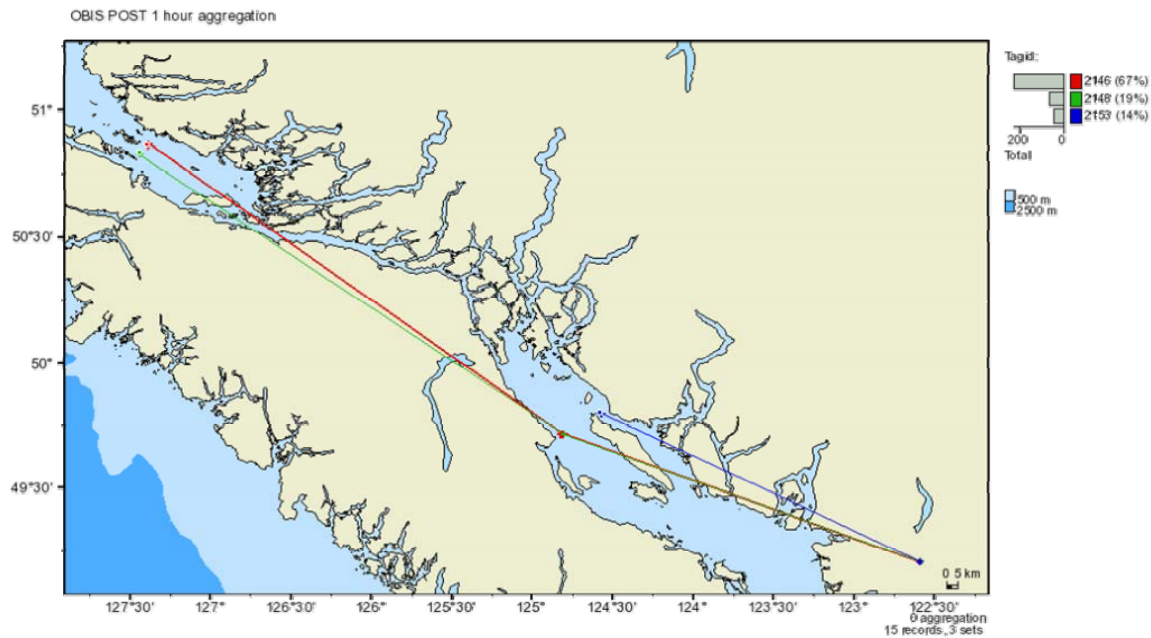 OBIS POST 1 hour aggregation
Tagid:
2146 (67%)
2148 (19%)
2153 (14%)
200 0
Total
500 m
2500 m
51°
50°30'
50°
49°30'
0 5 km
127°30' 127° 126°30' 126° 125°30' 125° 124°30' 124° 123°30' 123° 122°30'
0 aggregation
15 records, 3 sets